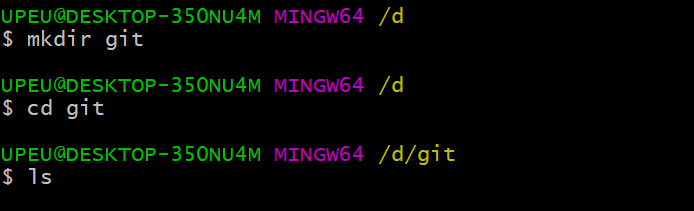 UPEU@DESKTOP-350NU4M MINGW64 /d
$ mkdir git
UPEU@DESKTOP-350NU4M MINGW64 /d
$ cd git
UPEU@DESKTOP-350NU4M MINGW64 /d/git
$ ls